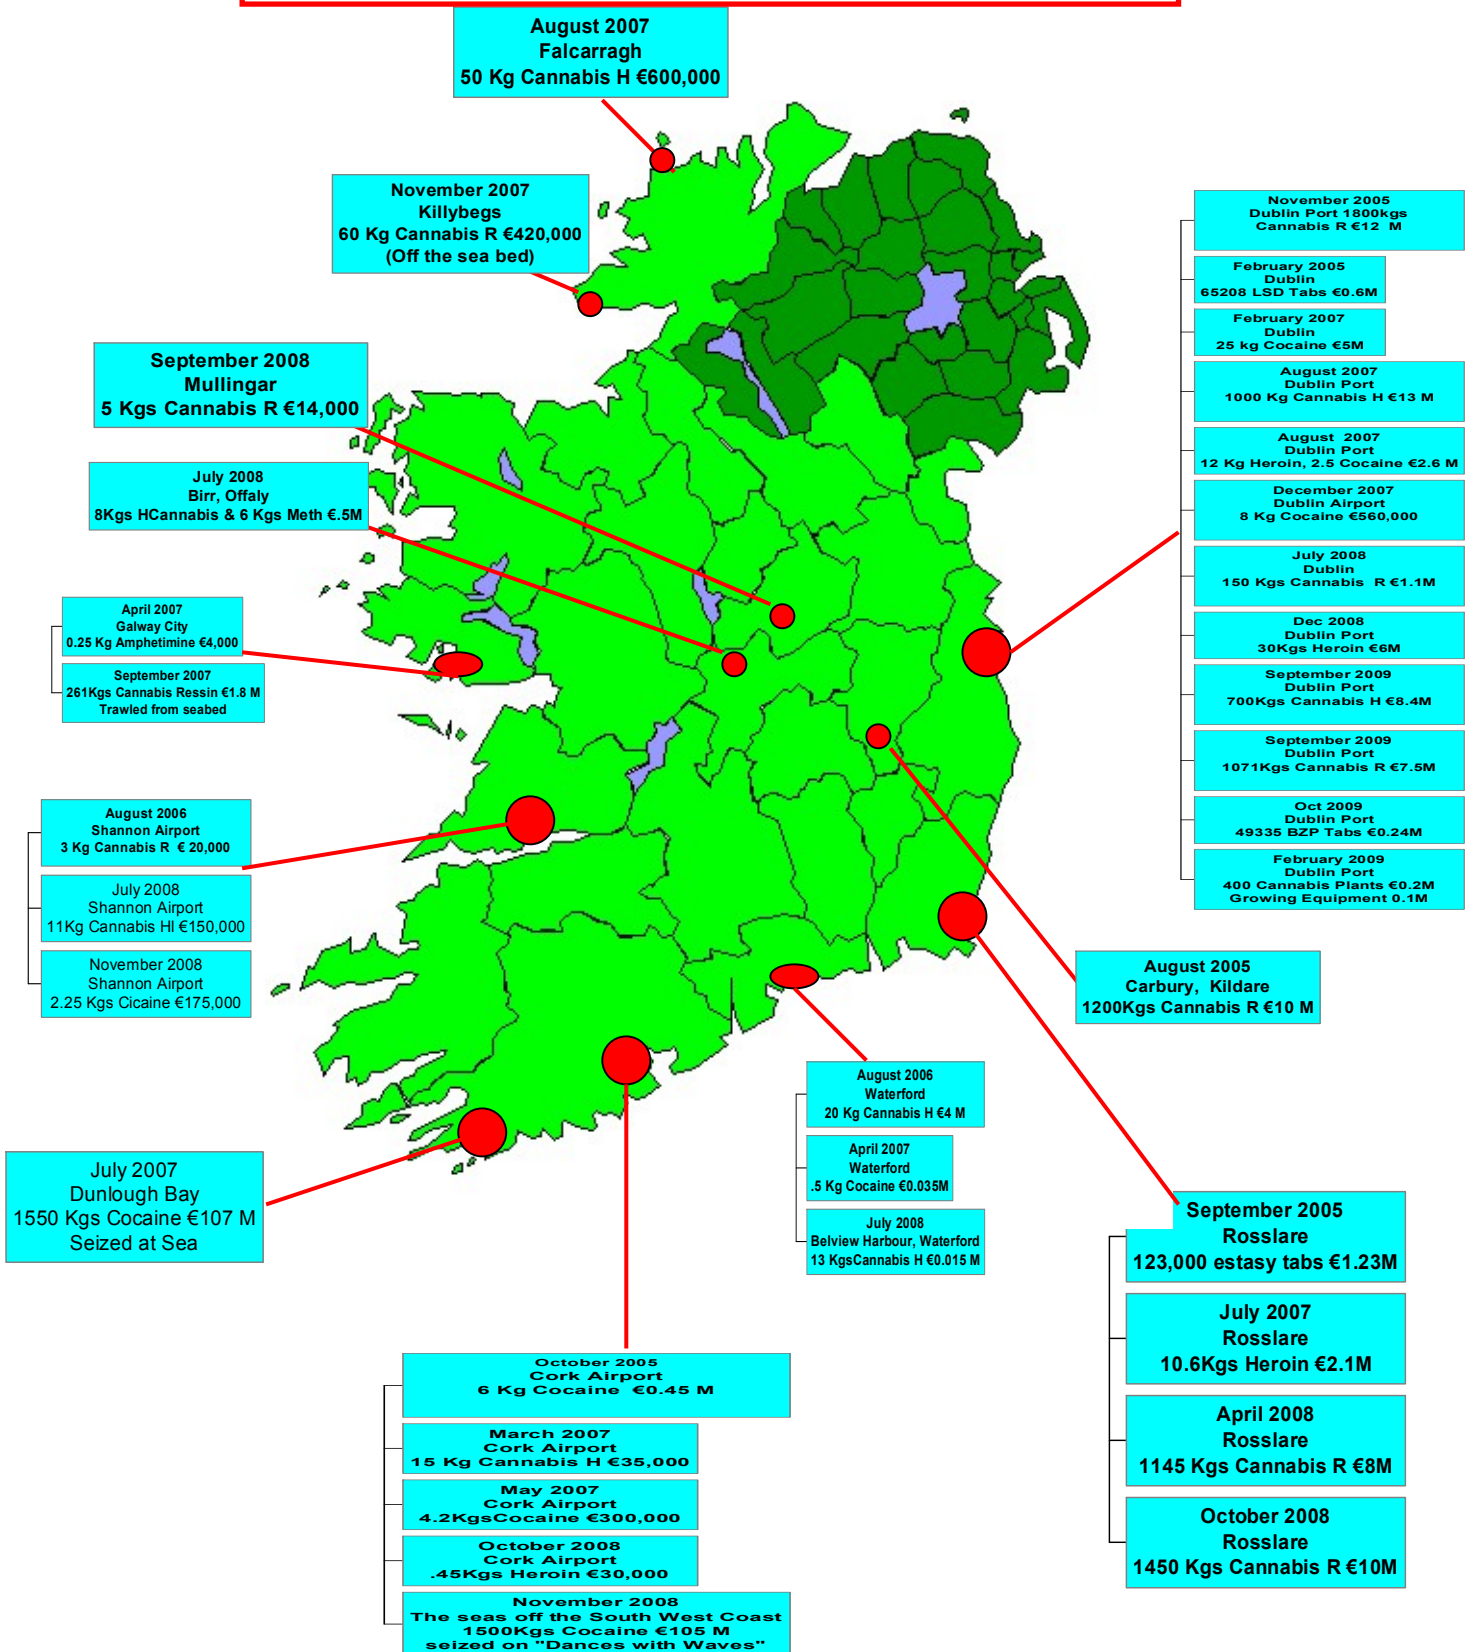 August 2007
Falcarragh
50 Kg Cannabis H €600,000
November 2007
Killybegs
60 Kg Cannabis R €420,000
(Off the sea bed)
September 2008
Mullingar
5 Kgs Cannabis R €14,000
July 2008
Birr, Offaly
8Kgs HCannabis & 6 Kgs Meth €.5M
April 2007
Galway City
0.25 Kg Amphetimine €4,000
September 2007
261Kgs Cannabis Ressin €1.8 M
Trawled from seabed
August 2006
Shannon Airport
3 Kg Cannabis R € 20,000
July 2008
Shannon Airport
11Kg Cannabis HI €150,000
November 2008
Shannon Airport
2.25 Kgs Cicaine €175,000
July 2007
Dunlough Bay
1550 Kgs Cocaine €107 M
Seized at Sea
October 2005
Cork Airport
6 Kg Cocaine €0.45 M
March 2007
Cork Airport
15 Kg Cannabis H €35,000
May 2007
Cork Airport
4.2KgsCocaine €300,000
October 2008
Cork Airport
.45Kgs Heroin €30,000
November 2008
The seas off the South West Coast
1500Kgs Cocaine €105 M
seized on "Dances with Waves"
August 2006
Waterford
20 Kg Cannabis H €4 M
April 2007
Waterford
.5 Kg Cocaine €0.035M
July 2008
Belview Harbour, Waterford
13 KgsCannabis H €0.015 M
November 2005
Dublin Port 1800kgs
Cannabis R €12 M
February 2005
Dublin
65208 LSD Tabs €0.6M
February 2007
Dublin
25 kg Cocaine €5M
August 2007
Dublin Port
1000 Kg Cannabis H €13 M
August 2007
Dublin Port
12 Kg Heroin, 2.5 Cocaine €2.6 M
December 2007
Dublin Airport
8 Kg Cocaine €560,000
July 2008
Dublin
150 Kgs Cannabis R €1.1M
Dec 2008
Dublin Port
30Kgs Heroin €6M
September 2009
Dublin Port
700Kgs Cannabis H €8.4M
September 2009
Dublin Port
1071Kgs Cannabis R €7.5M
Oct 2009
Dublin Port
49335 BZP Tabs €0.24M
February 2009
Dublin Port
400 Cannabis Plants €0.2M
Growing Equipment 0.1M
August 2005
Carbury, Kildare
1200Kgs Cannabis R €10 M
September 2005
Rosslare
123,000 estasy tabs €1.23M
July 2007
Rosslare
10.6Kgs Heroin €2.1M
April 2008
Rosslare
1145 Kgs Cannabis R €8M
October 2008
Rosslare
1450 Kgs Cannabis R €10M